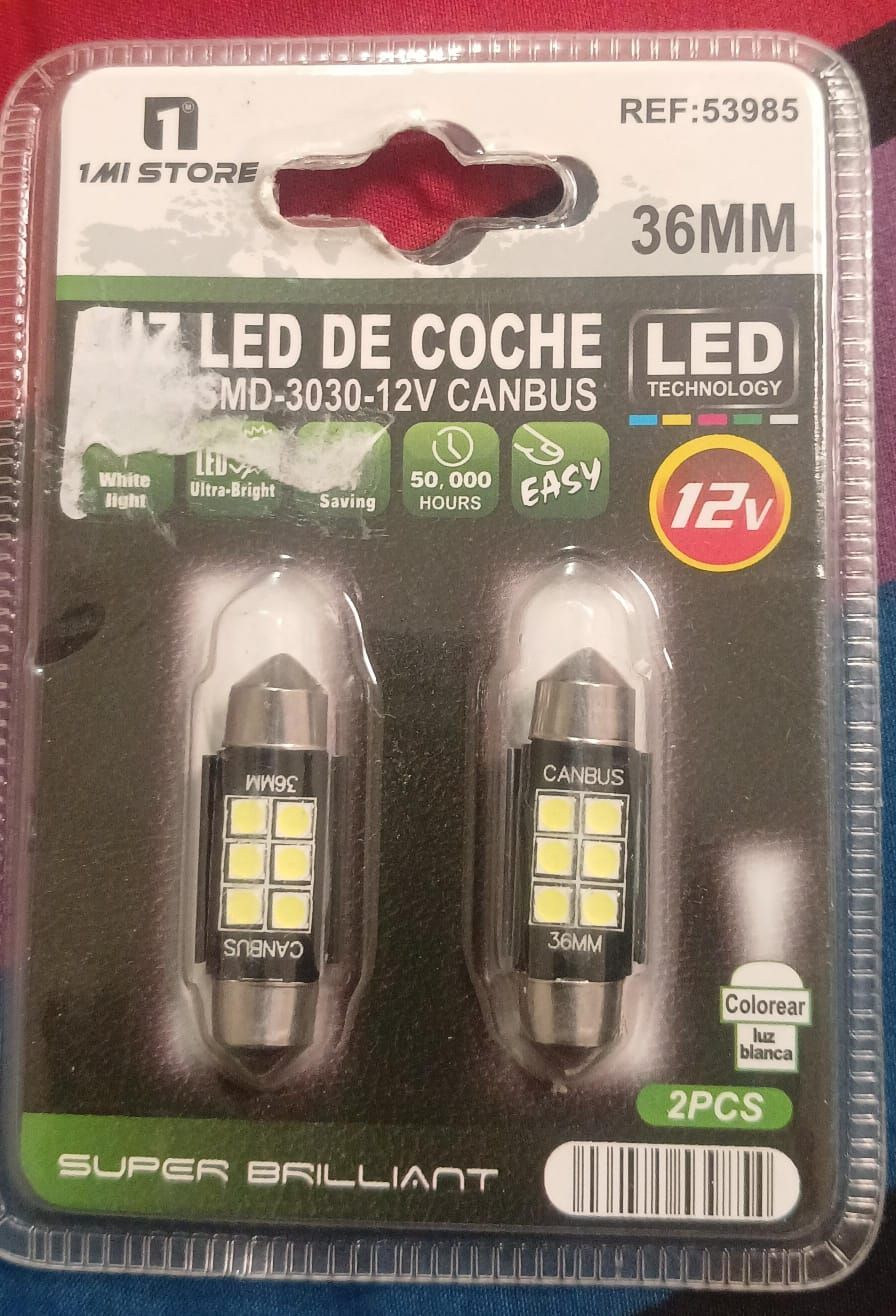 1
1MI STORE
REF:53985
36MM
LED DE COCHE
SMD-3030-12V CANBUS
LED
TECHNOLOGY
White
light
LED
Ultra-Bright
Saving
50,000
HOURS
EASY
12V
36MM
CANBUS
CANBUS
36MM
Colorear
luz
blanca
2PCS
SUPER BRILLIANT